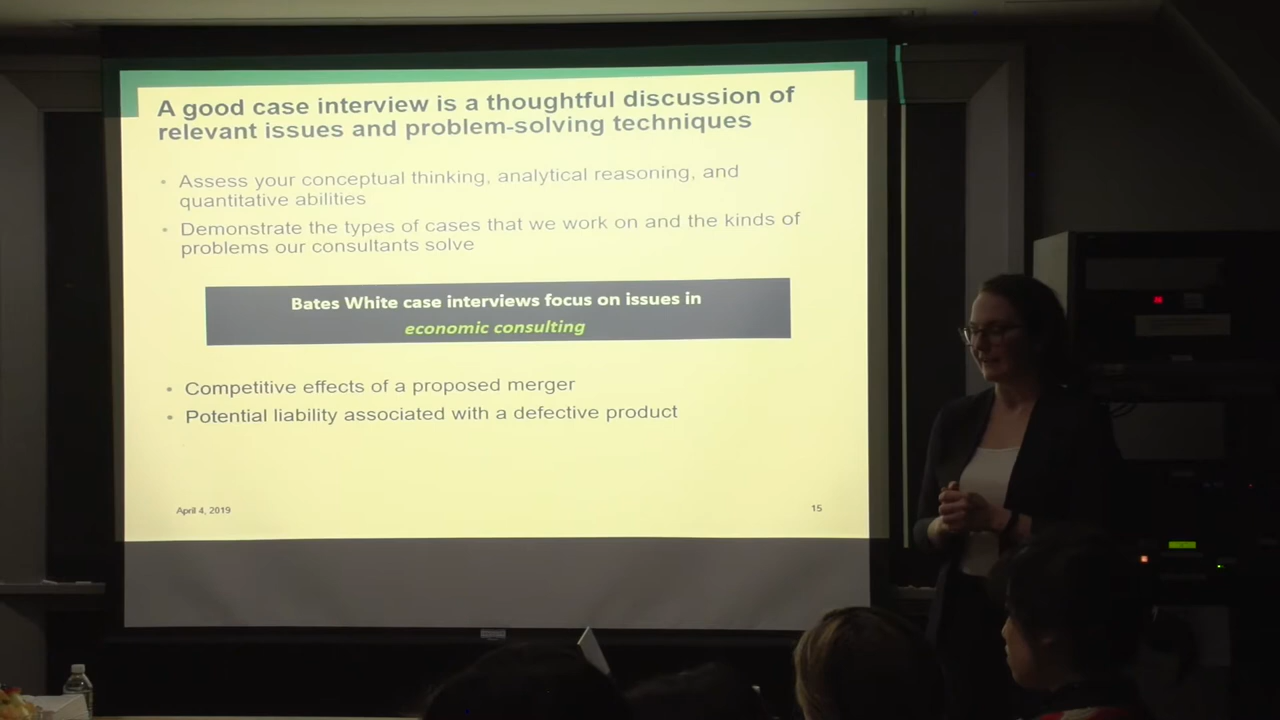 A good case interview is a thoughtful discussion of
relevant issues and problem-solving techniques
• Assess your conceptual thinking, analytical reasoning, and
quantitative abilities
• Demonstrate the types of cases that we work on and the kinds of
problems our consultants solve
Bates White case interviews focus on issues in
economic consulting
• Competitive effects of a proposed merger
• Potential liability associated with a defective product
April 4, 2019
15